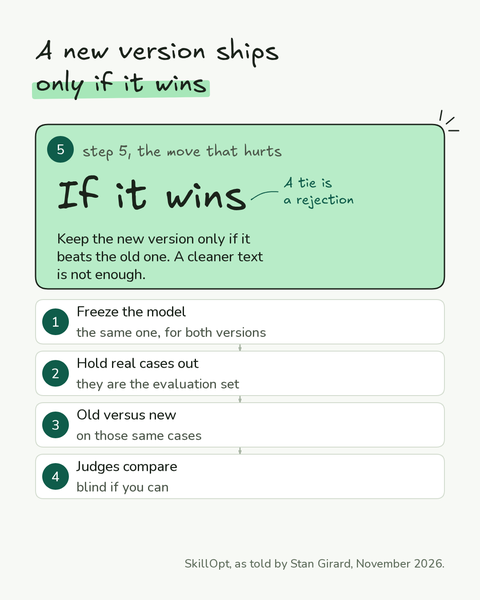 A new version ships
only if it wins
5
step 5, the move that hurts
If it wins
A tie is
a rejection
Keep the new version only if it
beats the old one. A cleaner text
is not enough.
1
Freeze the model
the same one, for both versions
2
Hold real cases out
they are the evaluation set
3
Old versus new
on those same cases
4
Judges compare
blind if you can
SkillOpt, as told by Stan Girard, November 2026.